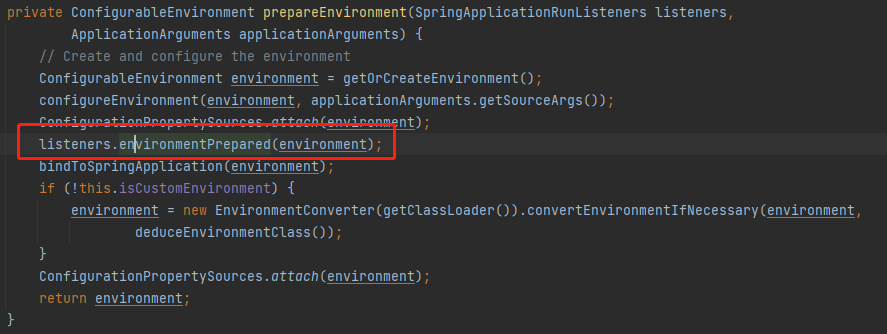 private ConfigurableEnvironment prepareEnvironment(SpringApplicationRunListeners listeners,
        ApplicationArguments applicationArguments) {
    // Create and configure the environment
    ConfigurableEnvironment environment = getOrCreateEnvironment();
    configureEnvironment(environment, applicationArguments.getSourceArgs());
    ConfigurationPropertySources.attach(environment);
    listeners.environmentPrepared(environment);
    bindToSpringApplication(environment);
    if (!this.isCustomEnvironment) {
        environment = new EnvironmentConverter(getClassLoader()).convertEnvironmentIfNecessary(environment,
                deduceEnvironmentClass());
    }
    ConfigurationPropertySources.attach(environment);
    return environment;
}